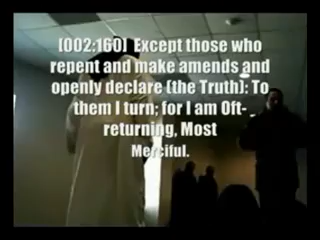 [002:160] Except those who
repent and make amends and
openly declare (the Truth): To
them I turn; for I am Oft-
returning, Most
Merciful.